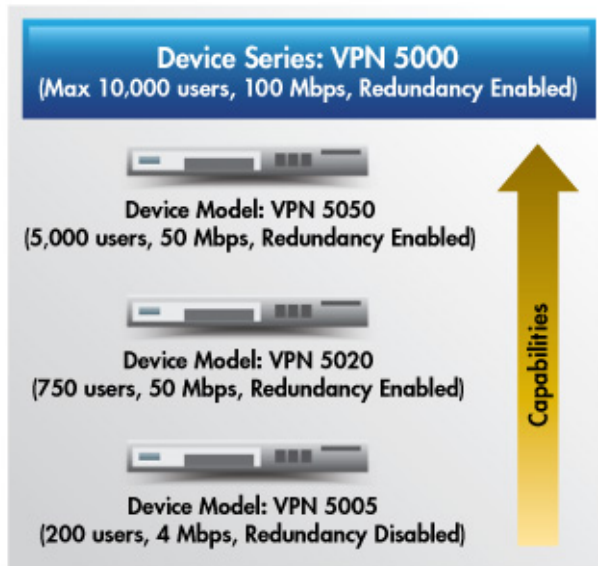 Device Series: VPN 5000
(Max 10,000 users, 100 Mbps, Redundancy Enabled)
Device Model: VPN 5050
(5,000 users, 50 Mbps, Redundancy Enabled)
Device Model: VPN 5020
(750 users, 50 Mbps, Redundancy Enabled)
Device Model: VPN 5005
(200 users, 4 Mbps, Redundancy Disabled)
Capabilities